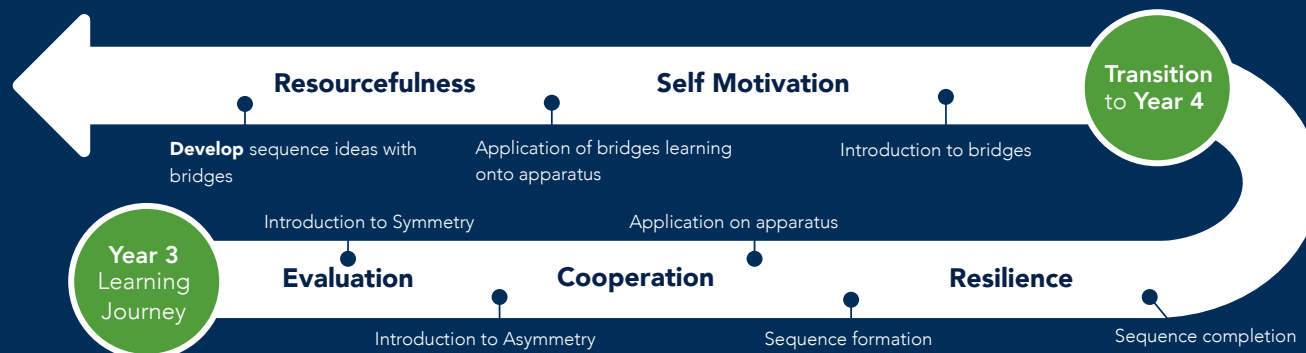 Resourcefulness
Self Motivation
Transition
to Year 4
Develop sequence ideas with
bridges
Application of bridges learning
onto apparatus
Introduction to bridges
Introduction to Symmetry
Application on apparatus
Year 3
Learning
Journey
Evaluation
Cooperation
Resilience
Introduction to Asymmetry
Sequence formation
Sequence completion